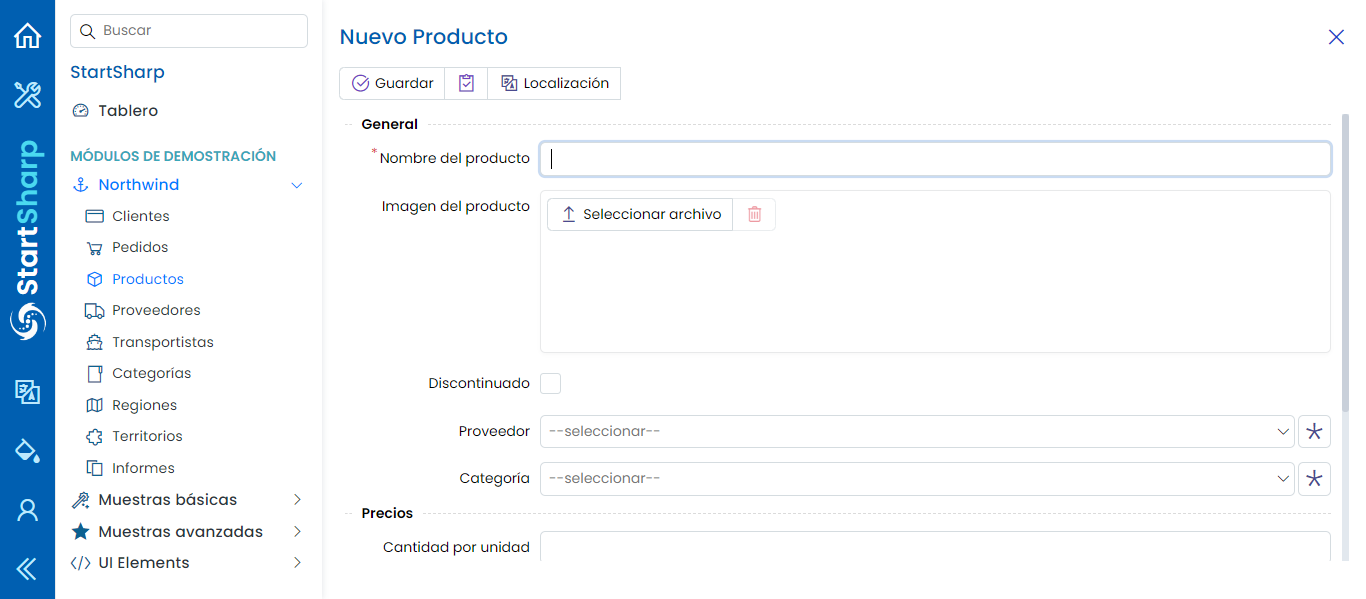 StartSharp
Buscar
StartSharp
Tablero
MÓDULOS DE DEMOSTRACIÓN
Northwind
Clientes
Pedidos
Productos
Proveedores
Transportistas
Categorías
Regiones
Territorios
Informes
Muestras básicas
Muestras avanzadas
UI Elements
Nuevo Producto
Guardar
Localización
General
*Nombre del producto
Imagen del producto
Seleccionar archivo
Discontinuado
Proveedor
--seleccionar--
Categoría
--seleccionar--
Precios
Cantidad por unidad